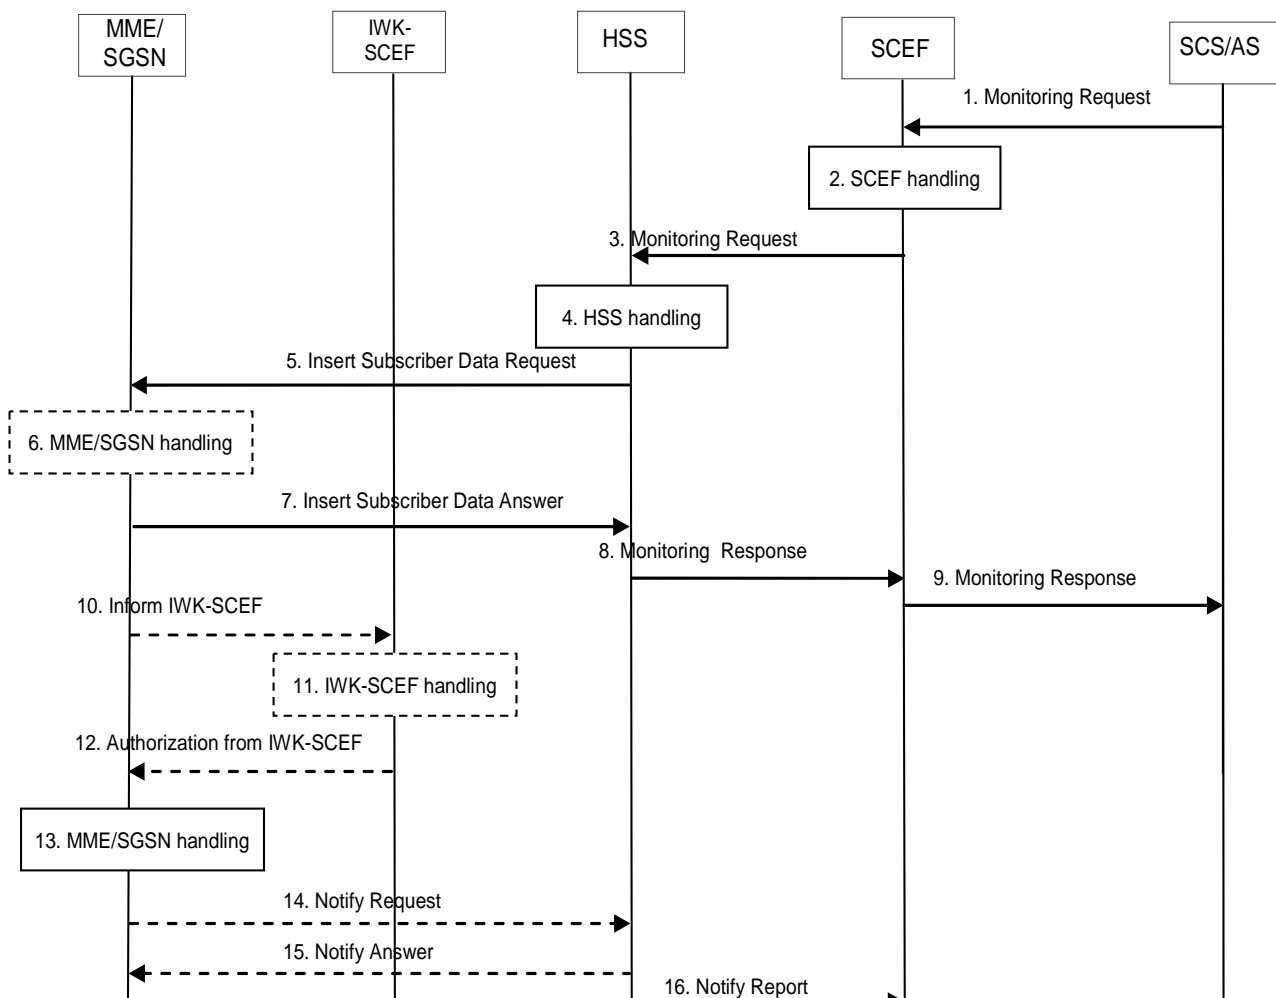 MME/
SGSN
IWK-
SCEF
HSS
SCEF
SCS/AS
1. Monitoring Request
2. SCEF handling
3. Monitoring Request
4. HSS handling
5. Insert Subscriber Data Request
6. MME/SGSN handling
7. Insert Subscriber Data Answer
8. Monitoring Response
9. Monitoring Response
10. Inform IWK-SCEF
11. IWK-SCEF handling
12. Authorization from IWK-SCEF
13. MME/SGSN handling
14. Notify Request
15. Notify Answer
16. Notify Report